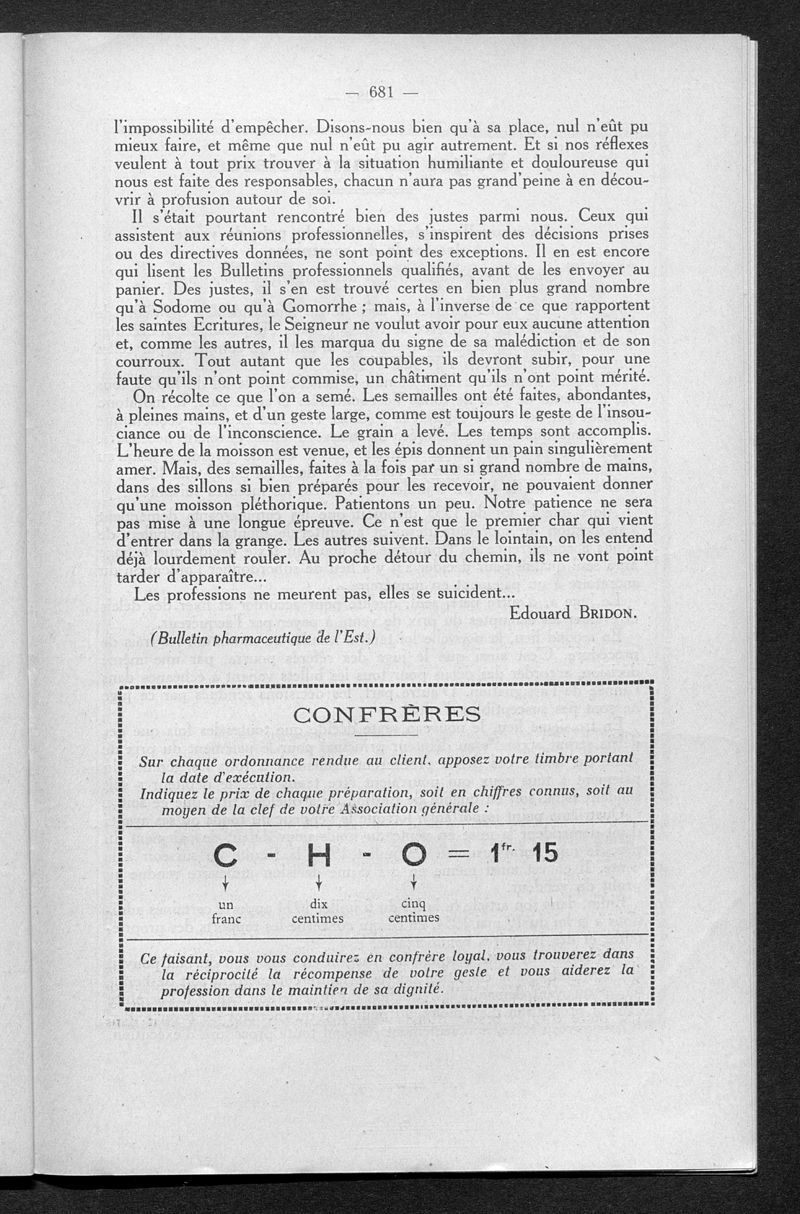 — 681 —
l'impossibilité d'empêcher. Disons-nous bien qu'à sa place, nul n'eût pu
mieux faire, et même que nul n'eût pu agir autrement. Et si nos réflexes
veulent à tout prix trouver à la situation humiliante et douloureuse qui
nous est faite des responsables, chacun n'aura pas grand'peine à en décou-
vrir à profusion autour de soi.
Il s'était pourtant rencontré bien des justes parmi nous. Ceux qui
assistent aux réunions professionnelles, s'inspirent des décisions prises
ou des directives données, ne sont point des exceptions. Il en est encore
qui lisent les Bulletins professionnels qualifiés, avant de les envoyer au
panier. Des justes, il s'en est trouvé certes en bien plus grand nombre
qu'à Sodome ou qu'à Gomorrhe ; mais, à l'inverse de ce que rapportent
les saintes Ecritures, le Seigneur ne voulut avoir pour eux aucune attention
et, comme les autres, il les marqua du signe de sa malédiction et de son
courroux. Tout autant que les coupables, ils devront subir, pour une
faute qu'ils n'ont point commise, un châtiment qu'ils n'ont point mérité.
On récolte ce que l'on a semé. Les semailles ont été faites, abondantes,
à pleines mains, et d'un geste large, comme est toujours le geste de l'insou-
ciance ou de l'inconscience. Le grain a levé. Les temps sont accomplis.
L'heure de la moisson est venue, et les épis donnent un pain singulièrement
amer. Mais, des semailles, faites à la fois par un si grand nombre de mains,
dans des sillons si bien préparés pour les recevoir, ne pouvaient donner
qu'une moisson pléthorique. Patientons un peu. Notre patience ne sera
pas mise à une longue épreuve. Ce n'est que le premier char qui vient
d'entrer dans la grange. Les autres suivent. Dans le lointain, on les entend
déjà lourdement rouler. Au proche détour du chemin, ils ne vont point
tarder d'apparaître...
Les professions ne meurent pas, elles se suicident...
Edouard BRIDON.
(Bulletin pharmaceutique de l'Est.)
CONFRÈRES
Sur chaque ordonnance rendue au client, apposez votre timbre portant
la date d'exécution.
Indiquez le prix de chaque préparation, soit en chiffres connus, soit au
moyen de la clef de votre Association générale :
C - H - O = 1fr. 15
un dix cinq
franc centimes centimes
Ce faisant, vous vous conduirez en confrère loyal, vous trouverez dans
la réciprocité la récompense de votre geste et vous aiderez la
profession dans le maintien de sa dignité.